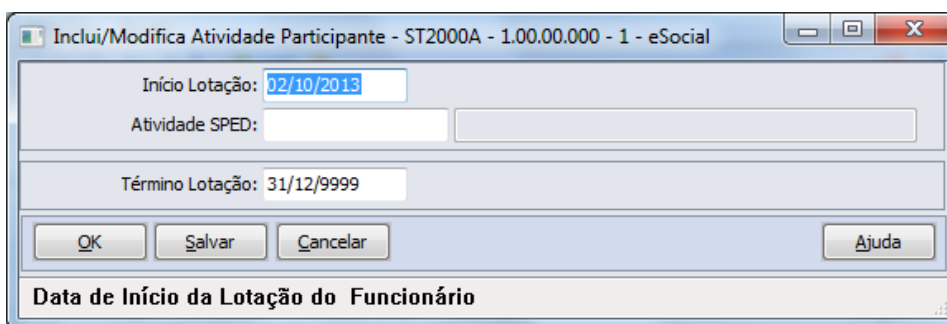 Inclui/Modifica Atividade Participante - ST2000A - 1.00.00.000 - 1 - eSocial
Início Lotação: 02/10/2013
Atividade SPED:
Término Lotação: 31/12/9999
OK Salvar Cancelar Ajuda
Data de Início da Lotação do Funcionário